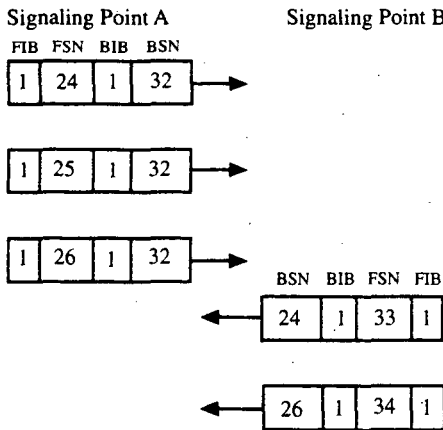 Signaling Point A Signaling Point B
FIB FSN BIB BSN
1 24 1 32
1 25 1 32
1 26 1 32
BSN BIB FSN FIB
24 1 33 1
26 1 34 1